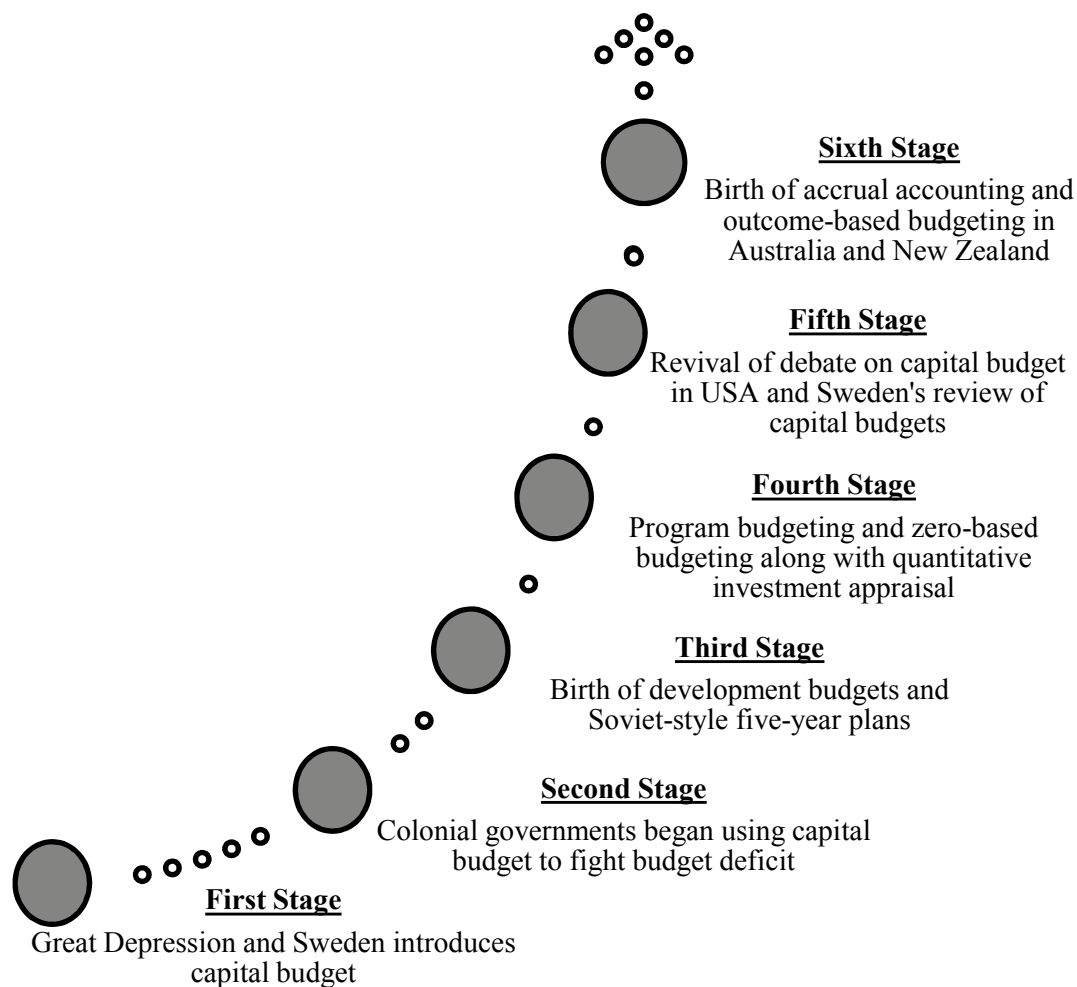 Sixth Stage
Birth of accrual accounting and
outcome-based budgeting in
Australia and New Zealand
Fifth Stage
Revival of debate on capital budget
in USA and Sweden's review of
capital budgets
Fourth Stage
Program budgeting and zero-based
budgeting along with quantitative
investment appraisal
Third Stage
Birth of development budgets and
Soviet-style five-year plans
Second Stage
Colonial governments began using capital
budget to fight budget deficit
First Stage
Great Depression and Sweden introduces
capital budget